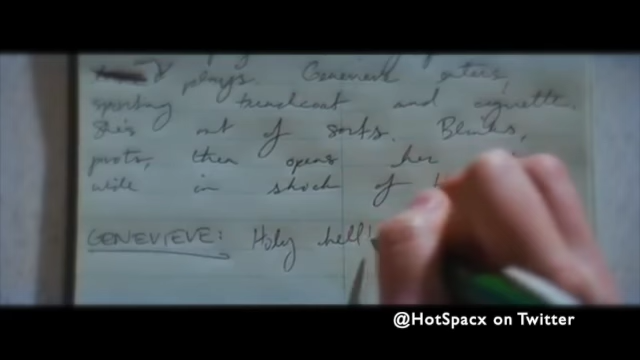 plays. Genevieve enters,
sporting trenchcoat and cigarette.
She's out of sorts. Blinks,
then opens her
wide in shock of
GENEVIEVE: Holy hell!
@HotSpacx on Twitter